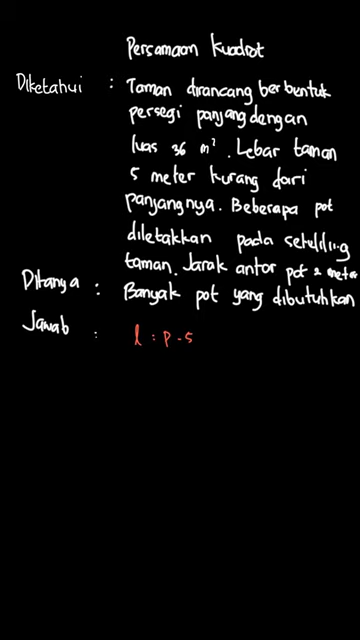 Persamaan Kuadrat
Diketahui : Taman dirancang berbentuk
persegi panjang dengan
luas 36 m². Lebar taman
5 meter kurang dari
panjangnya. Beberapa pot
diletakkan pada sekeliling
taman. Jarak antar pot 2 meter
Ditanya : Banyak pot yang dibutuhkan
Jawab : l : p - 5